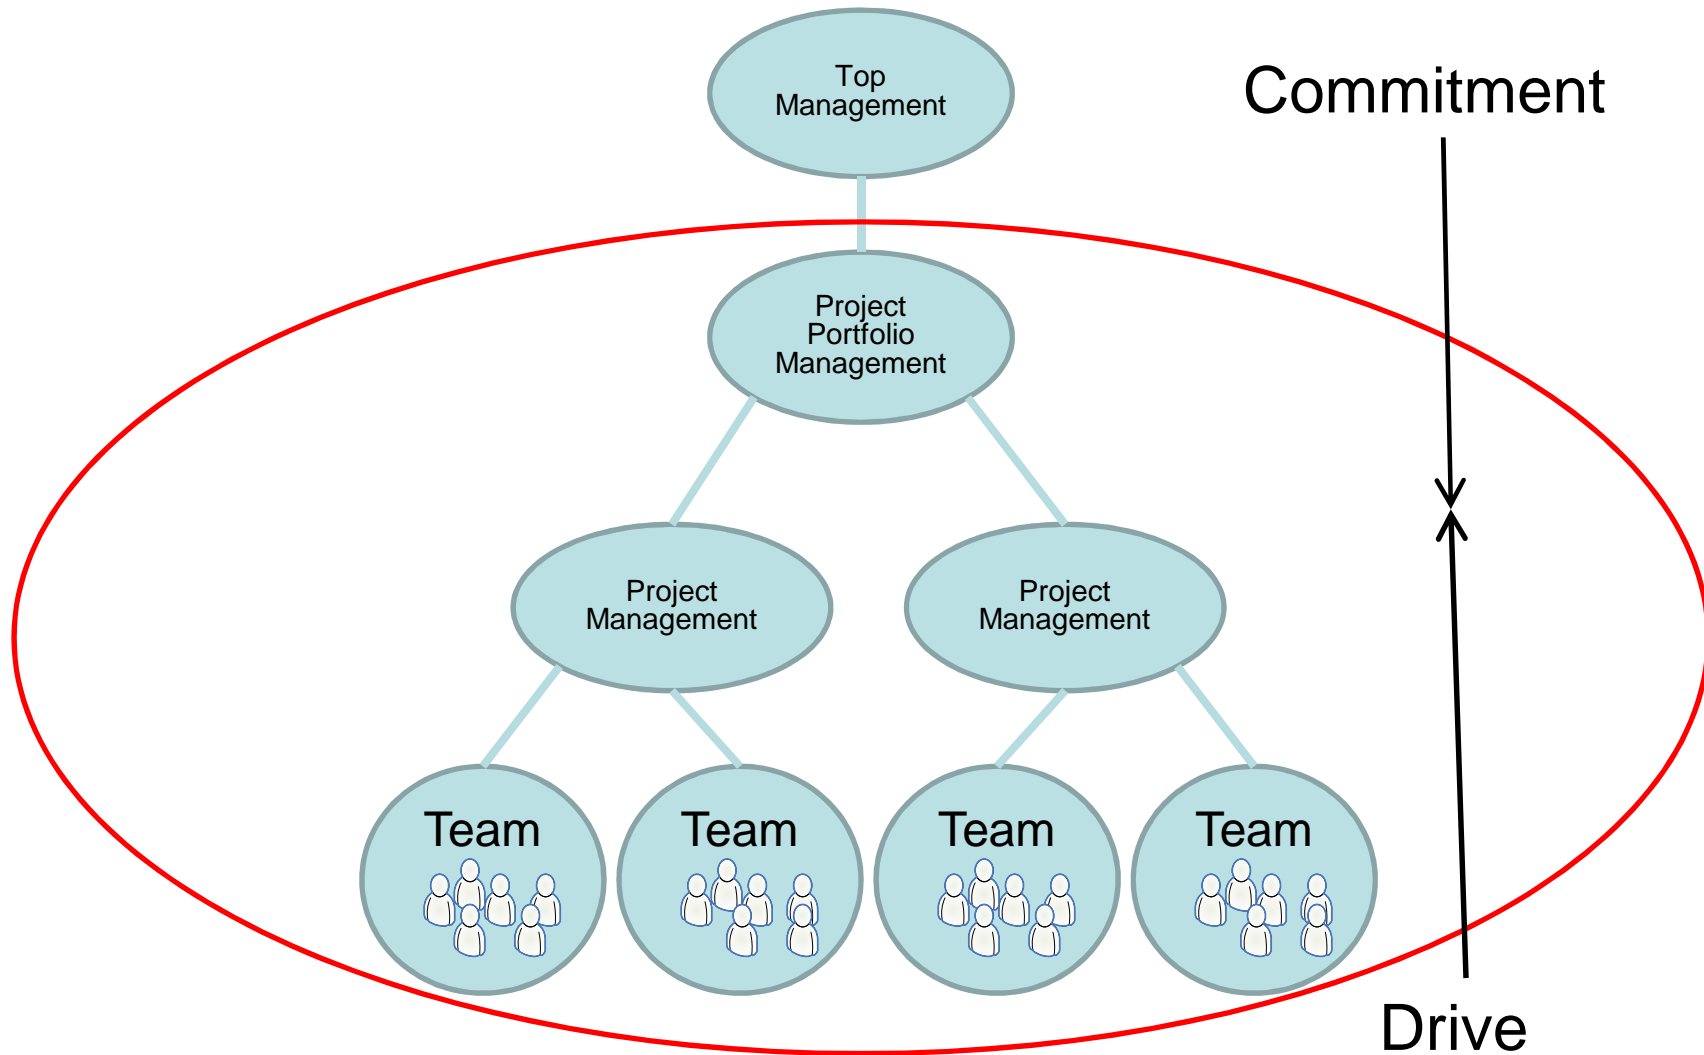 Top
Management
Commitment
Project
Portfolio
Management
Project
Management
Project
Management
Team
Team
Team
Team
Drive